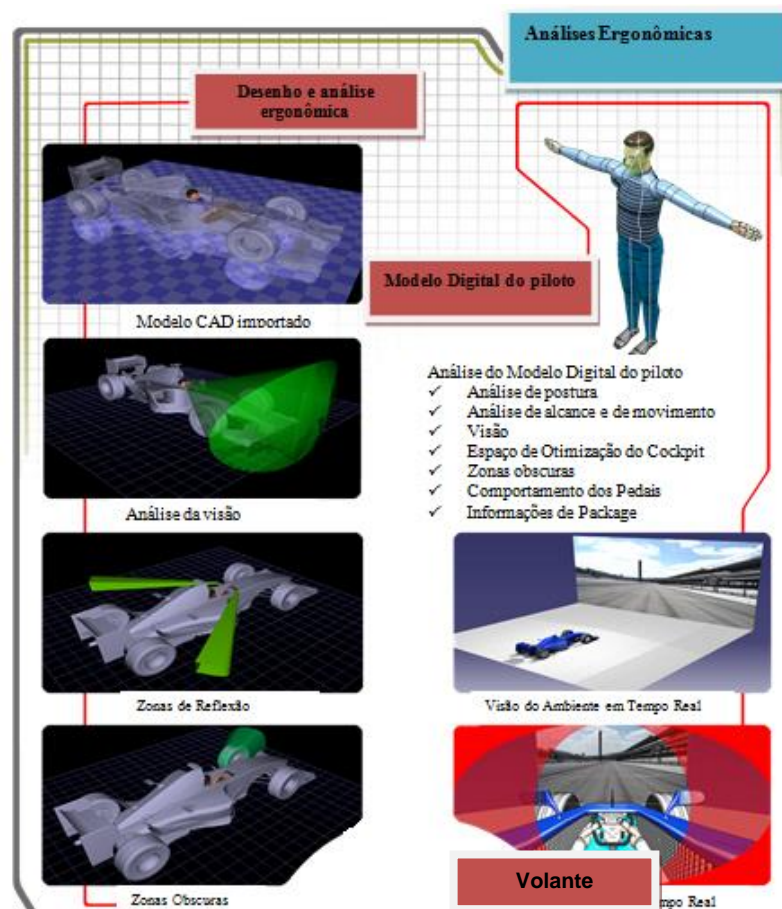 Análises Ergonômicas
Desenho e análise
ergonômica
Modelo CAD importado
Análise da visão
Zonas de Reflexão
Zonas Obscuras
Modelo Digital do piloto
Análise do Modelo Digital do piloto
✓ Análise de postura
✓ Análise de alcance e de movimento
✓ Visão
✓ Espaço de Otimização do Cockpit
✓ Zonas obscuras
✓ Comportamento dos Pedais
✓ Informações de Package
Visão do Ambiente em Tempo Real
Volante
Real